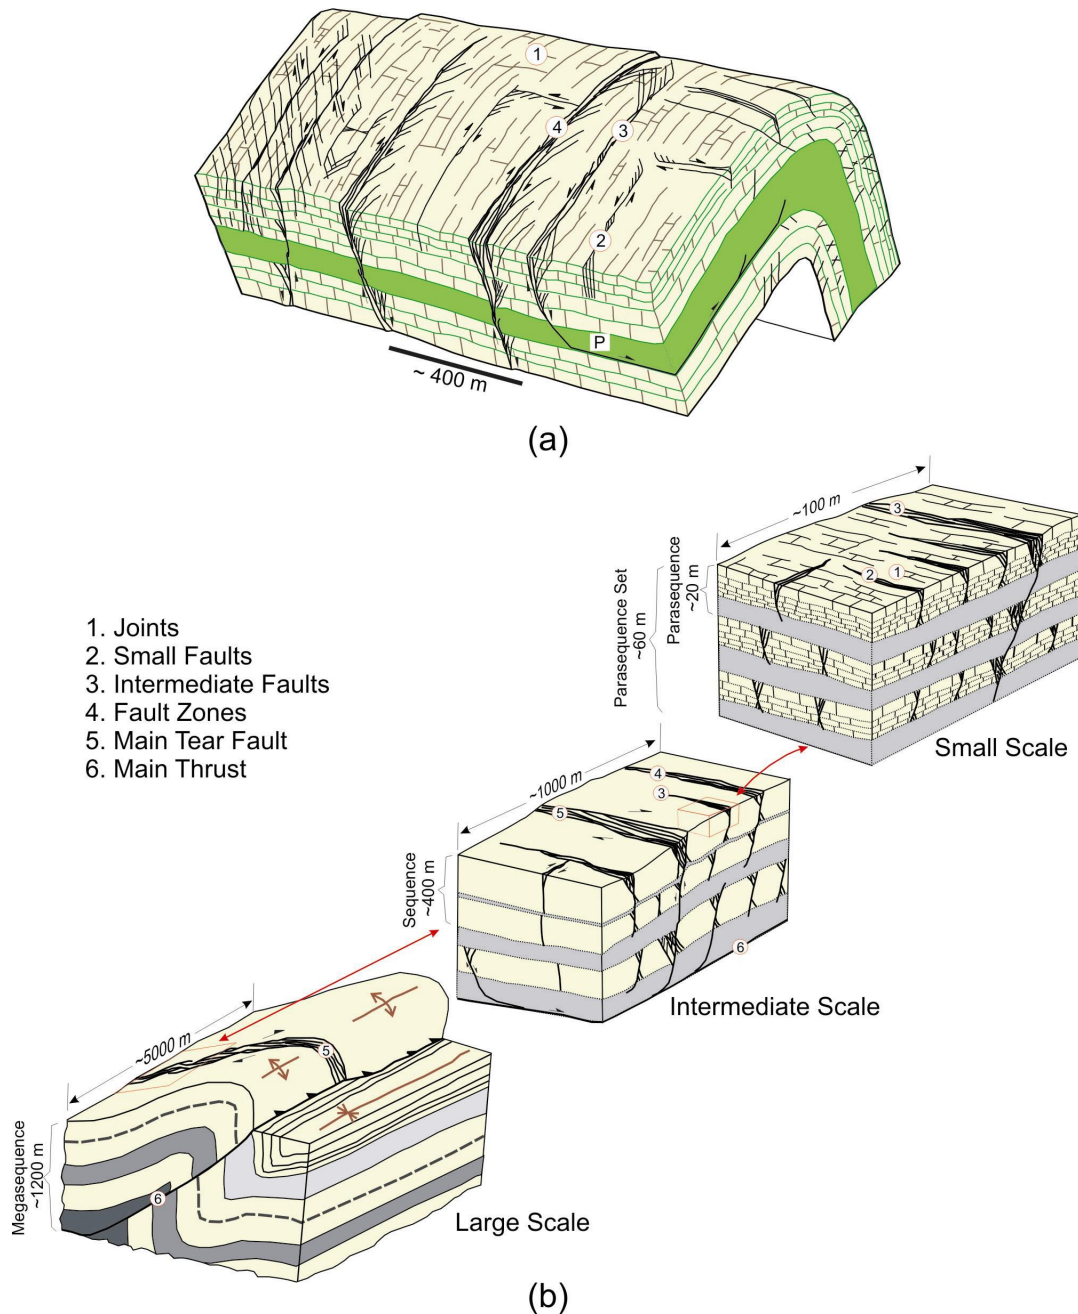 (a)
1
4
3
2
P
~ 400 m
1. Joints
2. Small Faults
3. Intermediate Faults
4. Fault Zones
5. Main Tear Fault
6. Main Thrust
~100 m
Parasequence Set
~60 m
Parasequence
~20 m
3
2
1
Small Scale
~1000 m
Sequence
~400 m
4
3
5
6
Intermediate Scale
~5000 m
Megasequence
~1200 m
5
6
Large Scale
(b)